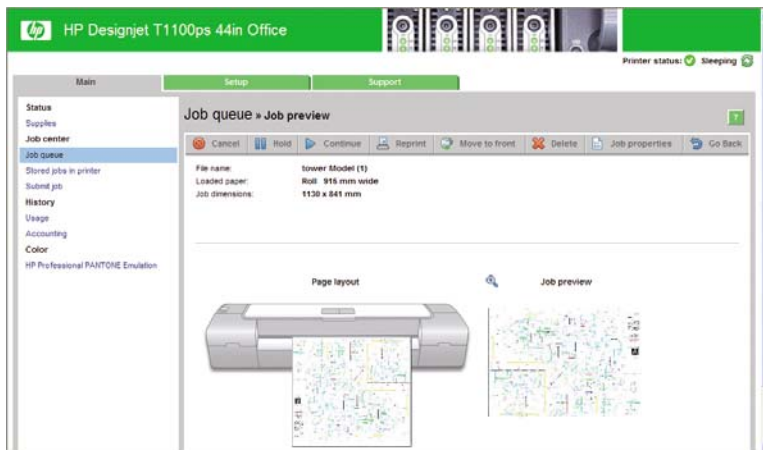 hp HP Designjet T1100ps 44in Office
Printer status: Sleeping
Main Setup Support
Status
Supplies
Job center
Job queue
Stored jobs in printer
Submit job
History
Usage
Accounting
Color
HP Professional PANTONE Emulation
Job queue » Job preview ?
Cancel Hold Continue Reprint Move to front Delete Job properties Go Back
File name: tower Model (1)
Loaded paper: Roll 915 mm wide
Job dimensions: 1130 x 841 mm
Page layout Job preview